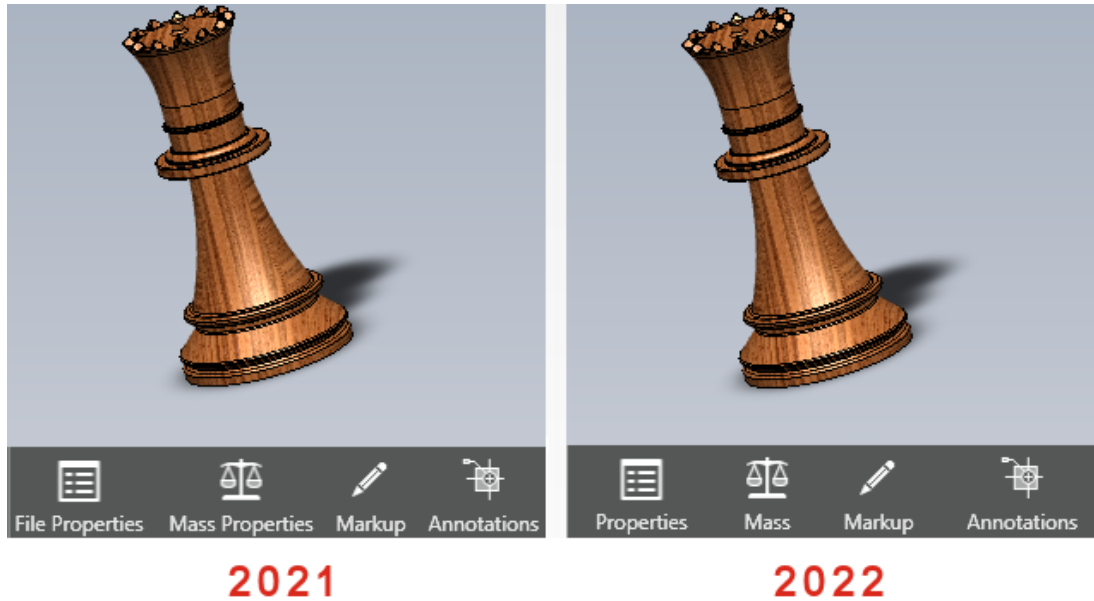 File Properties Mass Properties Markup Annotations
Properties Mass Markup Annotations
2021
2022